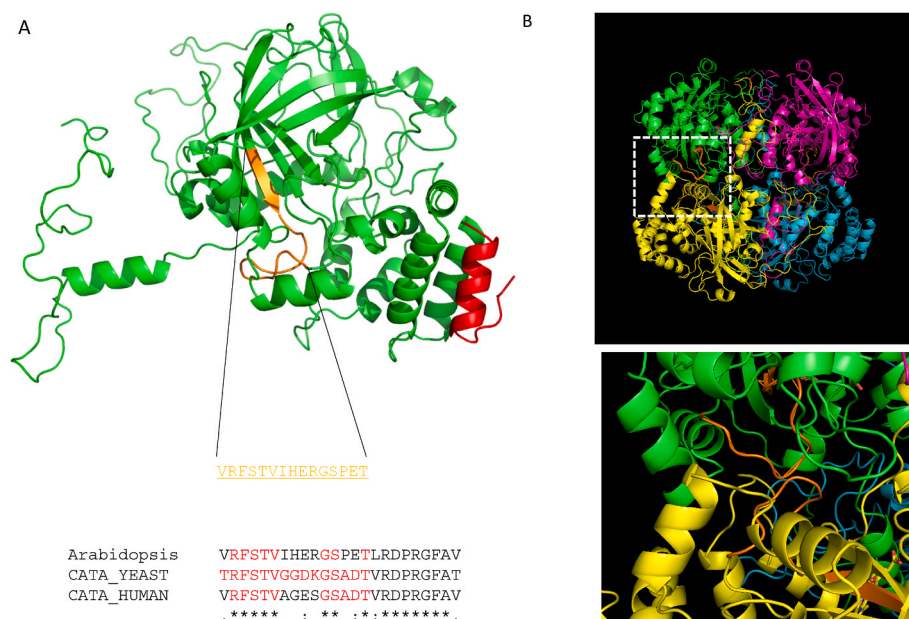 A
B
VRFSTVIHERGSPET
Arabidopsis VRFSTVIHERGSPETLRDPRGFAV
CATA_YEAST TRFSTVGGDKGSADTVRDPRGFAT
CATA_HUMAN VRFSTVAGESGSADTVRDPRGFAV
.***** : ** :*:*******.